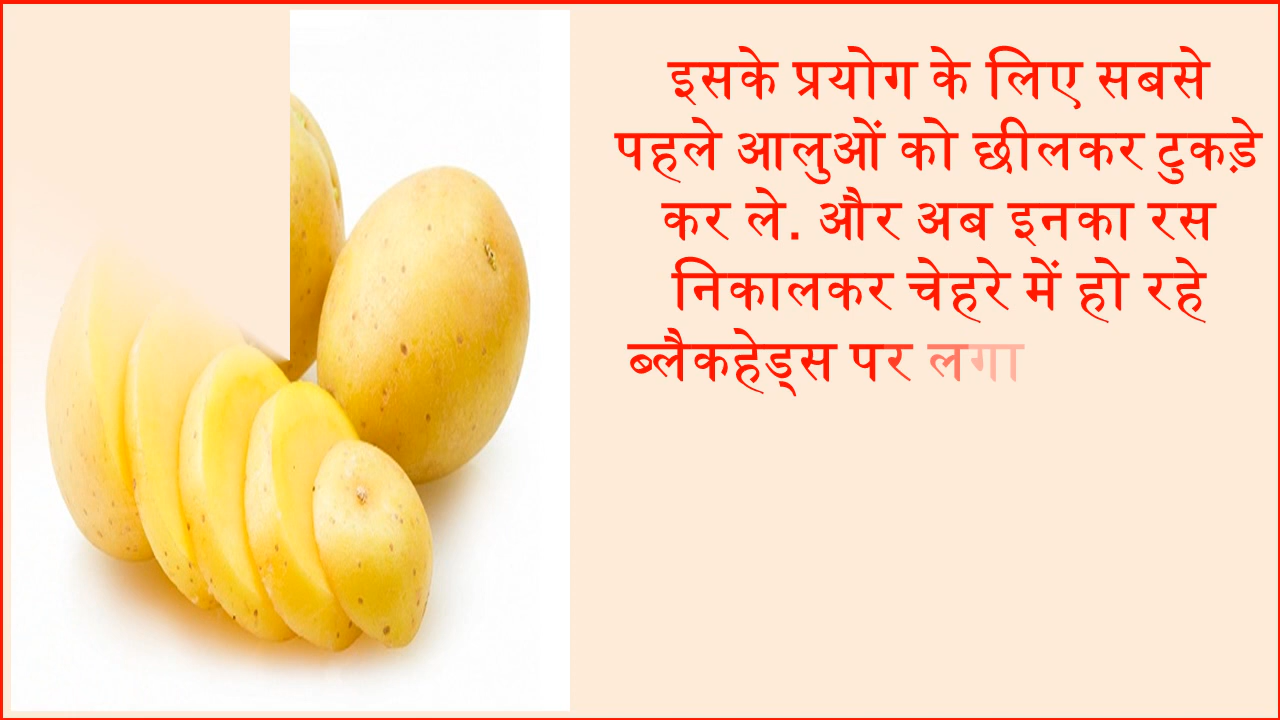 इसके प्रयोग के लिए सबसे
पहले आलुओं को छीलकर टुकड़े
कर ले. और अब इनका रस
निकालकर चेहरे में हो रहे
ब्लैकहेड्स पर लगा